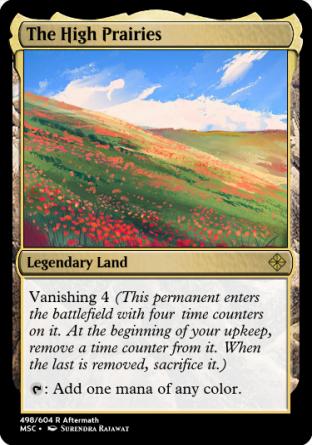 The High Prairies
Legendary Land
Vanishing 4 (This permanent enters
the battlefield with four time counters
on it. At the beginning of your upkeep,
remove a time counter from it. When
the last is removed, sacrifice it.)
: Add one mana of any color.
498/604 R Aftermath
MSC • Surendra Rajawat